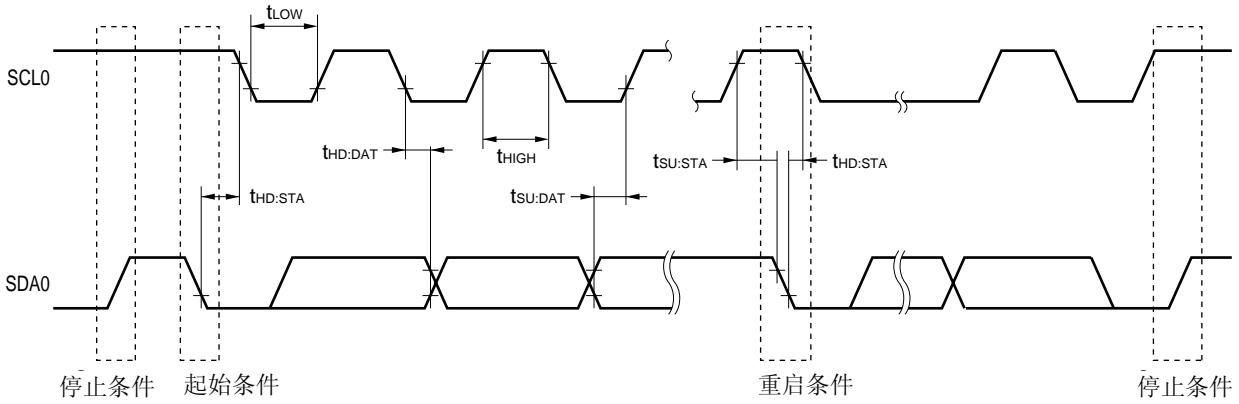 tLOW
SCL0
tHD:DAT
tHIGH
tSU:STA
tHD:STA
tHD:STA
tSU:DAT
SDA0
停止条件
起始条件
重启条件
停止条件